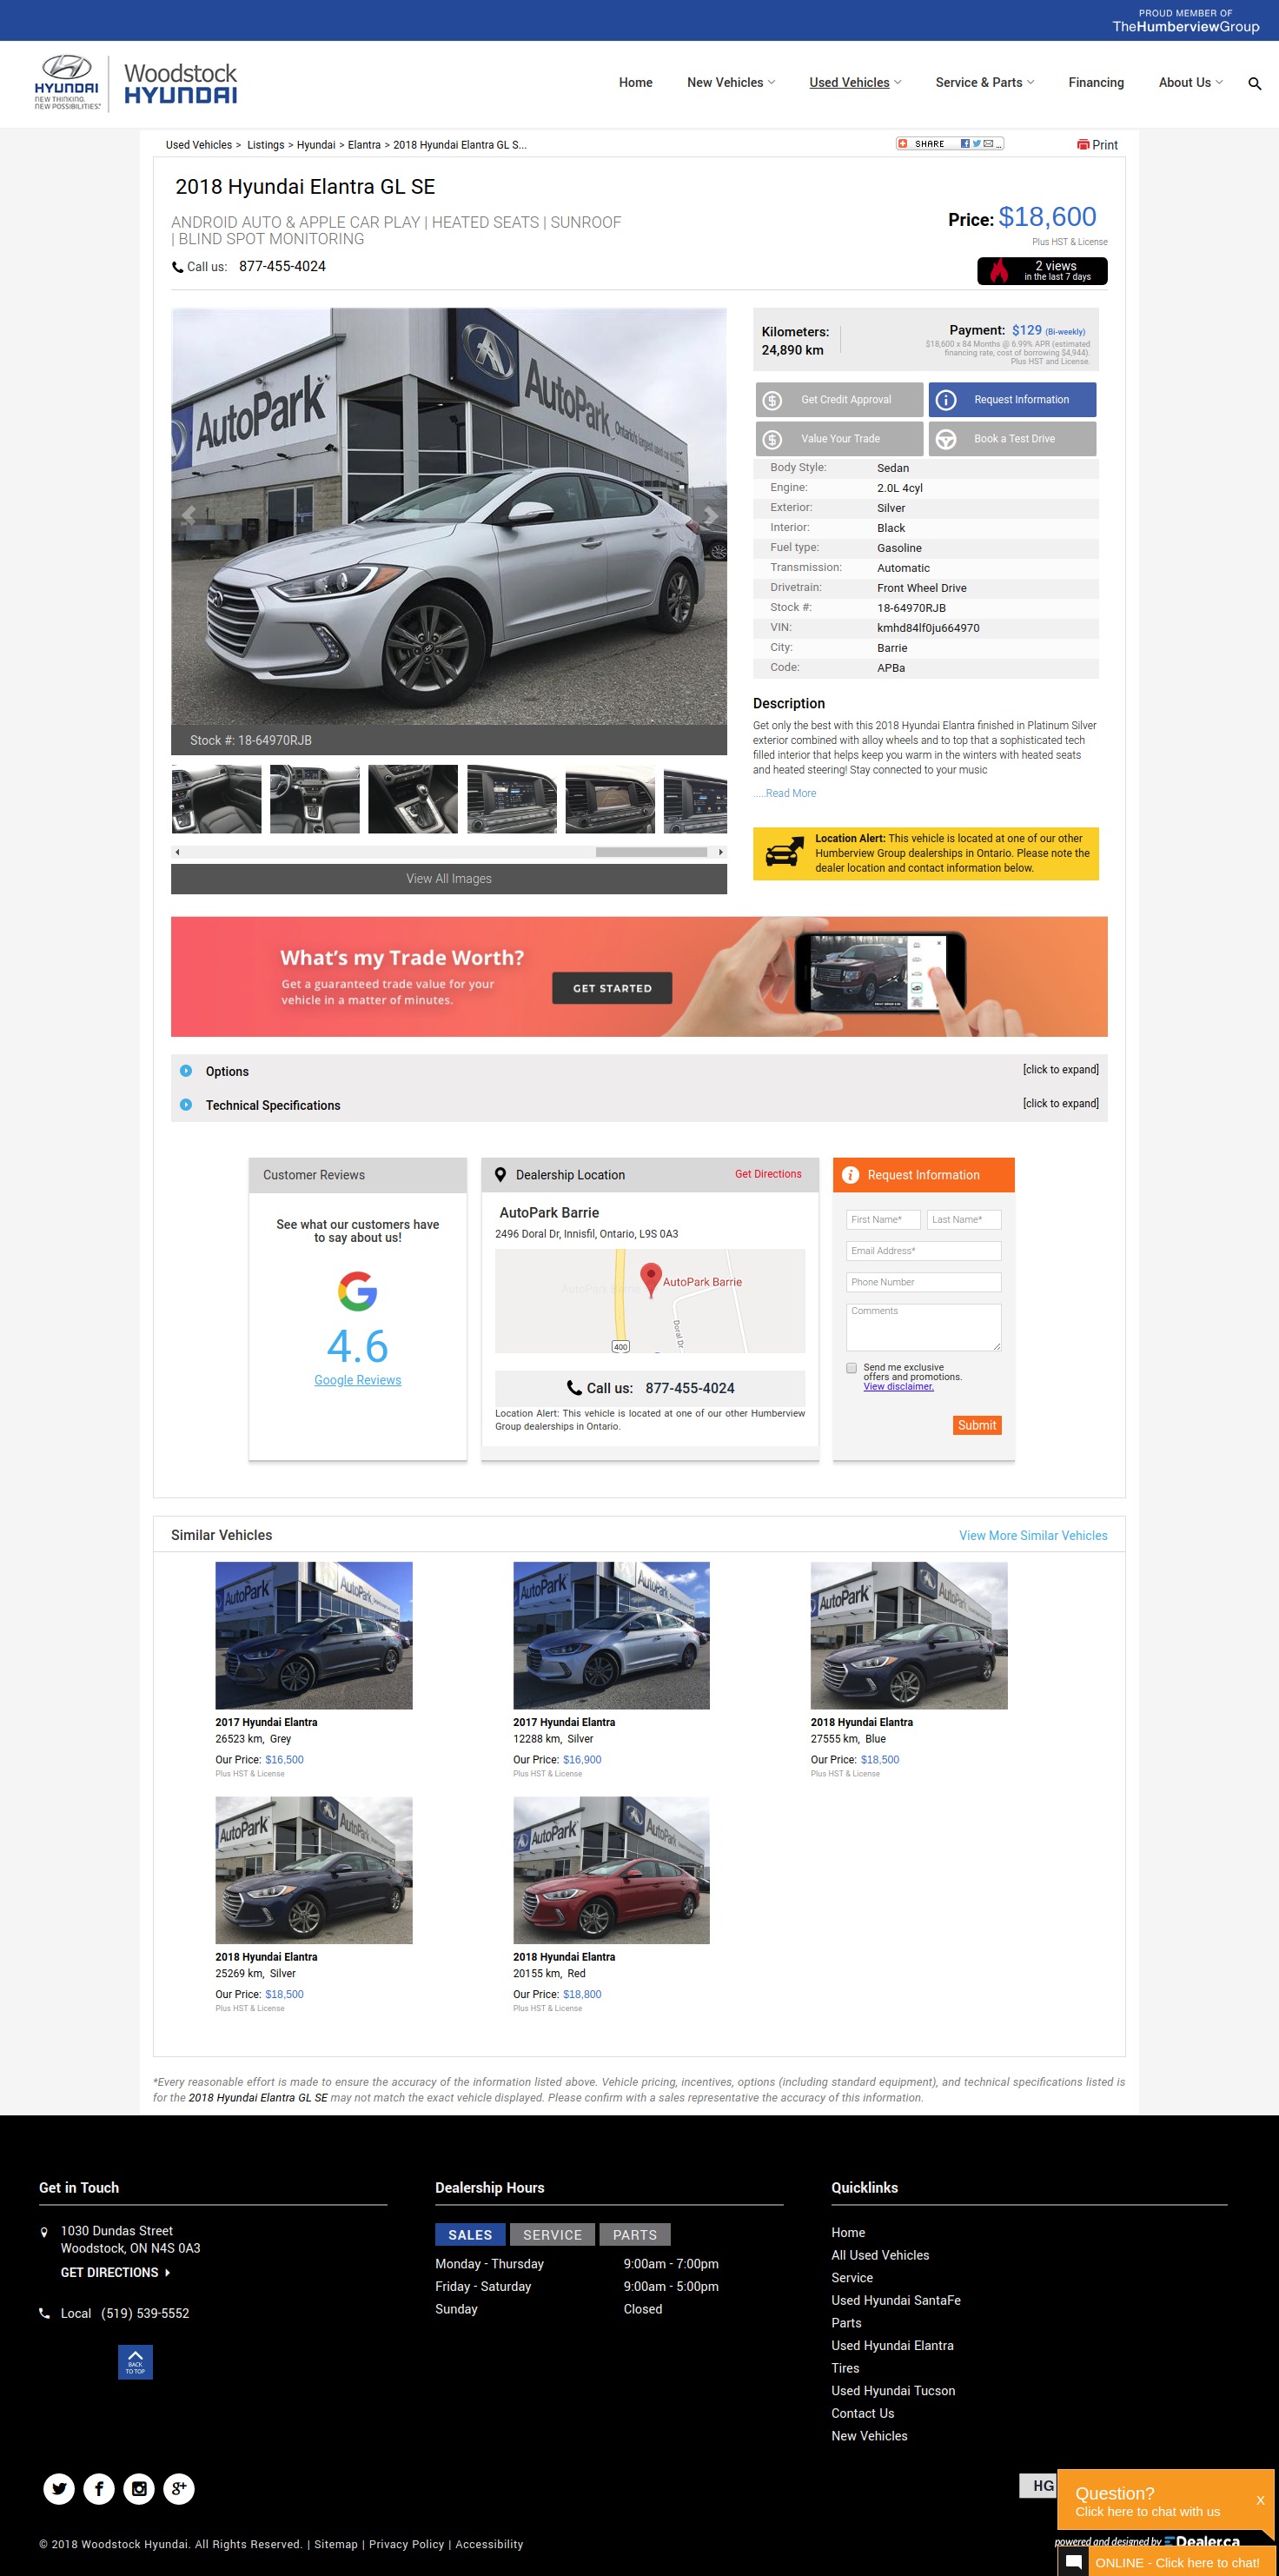 PROUD MEMBER OF
TheHumberviewGroup
HYUNDAI
NEW THINKING.
NEW POSSIBILITIES.
Woodstock
HYUNDAI
Home New Vehicles Used Vehicles Service & Parts Financing About Us
Used Vehicles > Listings > Hyundai > Elantra > 2018 Hyundai Elantra GL S...
SHARE
Print
2018 Hyundai Elantra GL SE
ANDROID AUTO & APPLE CAR PLAY | HEATED SEATS | SUNROOF
| BLIND SPOT MONITORING
Price: $18,600
Plus HST & License
Call us: 877-455-4024
2 views
in the last 7 days
AutoPark
AutoPark
Ontario's largest used car dealership
Stock #: 18-64970RJB
View All Images
Kilometers:
24,890 km
Payment: $129 (Bi-weekly)
$18,600 x 84 Months @ 6.99% APR (estimated
financing rate, cost of borrowing $4,944).
Plus HST and License.
Get Credit Approval
Request Information
Value Your Trade
Book a Test Drive
Body Style: Sedan
Engine: 2.0L 4cyl
Exterior: Silver
Interior: Black
Fuel type: Gasoline
Transmission: Automatic
Drivetrain: Front Wheel Drive
Stock #: 18-64970RJB
VIN: kmhd84lf0ju664970
City: Barrie
Code: APBa
Description
Get only the best with this 2018 Hyundai Elantra finished in Platinum Silver
exterior combined with alloy wheels and to top that a sophisticated tech
filled interior that helps keep you warm in the winters with heated seats
and heated steering! Stay connected to your music
.....Read More
Location Alert: This vehicle is located at one of our other
Humberview Group dealerships in Ontario. Please note the
dealer location and contact information below.
What's my Trade Worth?
Get a guaranteed trade value for your
vehicle in a matter of minutes.
GET STARTED
Options [click to expand]
Technical Specifications [click to expand]
Customer Reviews
See what our customers have
to say about us!
4.6
Google Reviews
Dealership Location
Get Directions
AutoPark Barrie
2496 Doral Dr, Innisfil, Ontario, L9S 0A3
AutoPark Barrie
Doral Dr
400
Call us: 877-455-4024
Location Alert: This vehicle is located at one of our other Humberview
Group dealerships in Ontario.
Request Information
First Name*
Last Name*
Email Address*
Phone Number
Comments
Send me exclusive
offers and promotions.
View disclaimer.
Submit
Similar Vehicles
View More Similar Vehicles
AutoPark
AutoPark
AutoPark
AutoPark
AutoPark
AutoPark
2017 Hyundai Elantra
26523 km, Grey
Our Price: $16,500
Plus HST & License
2017 Hyundai Elantra
12288 km, Silver
Our Price: $16,900
Plus HST & License
2018 Hyundai Elantra
27555 km, Blue
Our Price: $18,500
Plus HST & License
AutoPark
AutoPark
AutoPark
AutoPark
2018 Hyundai Elantra
25269 km, Silver
Our Price: $18,500
Plus HST & License
2018 Hyundai Elantra
20155 km, Red
Our Price: $18,800
Plus HST & License
*Every reasonable effort is made to ensure the accuracy of the information listed above. Vehicle pricing, incentives, options (including standard equipment), and technical specifications listed is
for the 2018 Hyundai Elantra GL SE may not match the exact vehicle displayed. Please confirm with a sales representative the accuracy of this information.
Get in Touch
1030 Dundas Street
Woodstock, ON N4S 0A3
GET DIRECTIONS
Local (519) 539-5552
BACK
TO TOP
Dealership Hours
SALES SERVICE PARTS
Monday - Thursday 9:00am - 7:00pm
Friday - Saturday 9:00am - 5:00pm
Sunday Closed
Quicklinks
Home
All Used Vehicles
Service
Used Hyundai SantaFe
Parts
Used Hyundai Elantra
Tires
Used Hyundai Tucson
Contact Us
New Vehicles
HG
Question?
Click here to chat with us
X
© 2018 Woodstock Hyundai. All Rights Reserved. | Sitemap | Privacy Policy | Accessibility
powered and designed by EDealer.ca
ONLINE - Click here to chat!